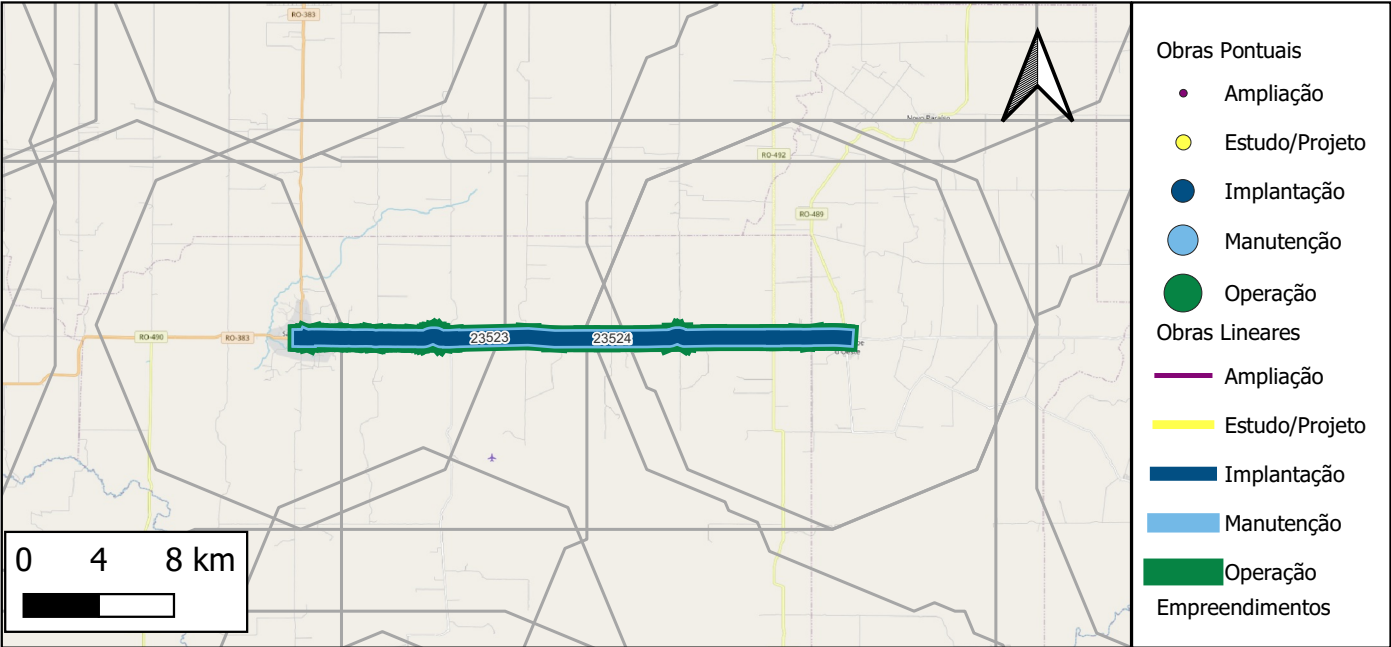 RO-383
Novo Paraíso
RO-492
RO-489
RO-490
RO-383
23523
23524
d'Oeste
0 4 8 km
Obras Pontuais
Ampliação
Estudo/Projeto
Implantação
Manutenção
Operação
Obras Lineares
Ampliação
Estudo/Projeto
Implantação
Manutenção
Operação
Empreendimentos